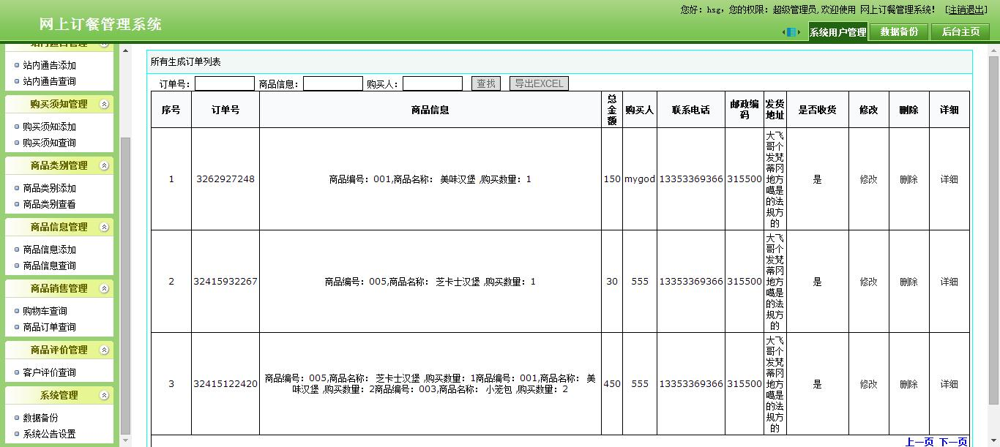 您好：hsg，您的权限：超级管理员,欢迎使用 网上订餐管理系统！ [注销退出]
网上订餐管理系统
系统用户管理 数据备份 后台主页
站内通告管理
站内通告添加
站内通告查询
购买须知管理
购买须知添加
购买须知查询
商品类别管理
商品类别添加
商品类别查看
商品信息管理
商品信息添加
商品信息查询
商品销售管理
购物车查询
商品订单查询
商品评价管理
客户评价查询
系统管理
数据备份
系统公告设置
所有生成订单列表
订单号： 商品信息： 购买人： 查找 导出EXCEL
序号 订单号 商品信息 总金额 购买人 联系电话 邮政编码 发货地址 是否收货 修改 删除 详细
1 3262927248 商品编号：001,商品名称： 美味汉堡 ,购买数量：1 150 mygod 13353369366 315500 大飞哥个发梵蒂冈地方噶是的法规方的 是 修改 删除 详细
2 32415932267 商品编号：005,商品名称： 芝卡士汉堡 ,购买数量：1 30 555 13353369366 315500 大飞哥个发梵蒂冈地方噶是的法规方的 是 修改 删除 详细
3 32415122420 商品编号：005,商品名称： 芝卡士汉堡 ,购买数量：1商品编号：001,商品名称： 美味汉堡 ,购买数量：2商品编号：003,商品名称： 小笼包 ,购买数量：2 450 555 13353369366 315500 大飞哥个发梵蒂冈地方噶是的法规方的 是 修改 删除 详细
上一页 下一页